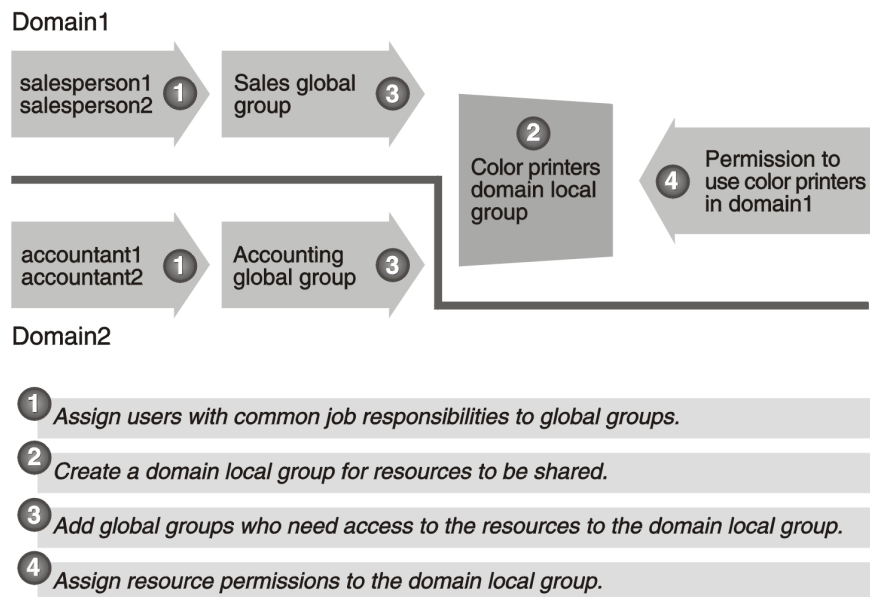 Domain1
salesperson1
salesperson2
1
Sales global
group
3
2
Color printers
domain local
group
4
Permission to
use color printers
in domain1
accountant1
accountant2
1
Accounting
global group
3
Domain2
1 Assign users with common job responsibilities to global groups.
2 Create a domain local group for resources to be shared.
3 Add global groups who need access to the resources to the domain local group.
4 Assign resource permissions to the domain local group.